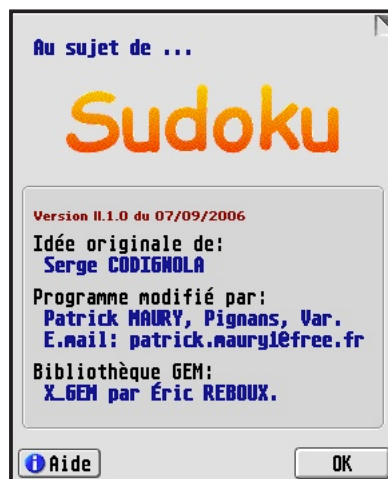 Au sujet de ...
Sudoku
Version II.1.0 du 07/09/2006
Idée originale de:
Serge CODIGNOLA
Programme modifié par:
Patrick MAURY, Pignans, Var.
E.mail: patrick.maury1@free.fr
Bibliothèque GEM:
X_GEM par Éric REBOUX.
Aide
OK